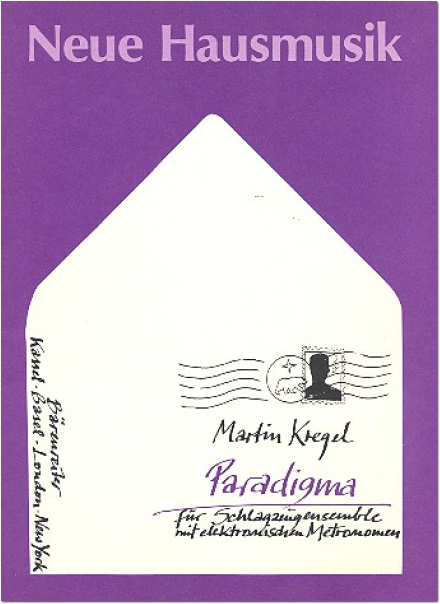 Neue Hausmusik
Martin Kregel
Paradigma
für Schlagzeugensemble
mit elektronischen Metronomen
Bärenreiter
Kassel · Basel · London · New York